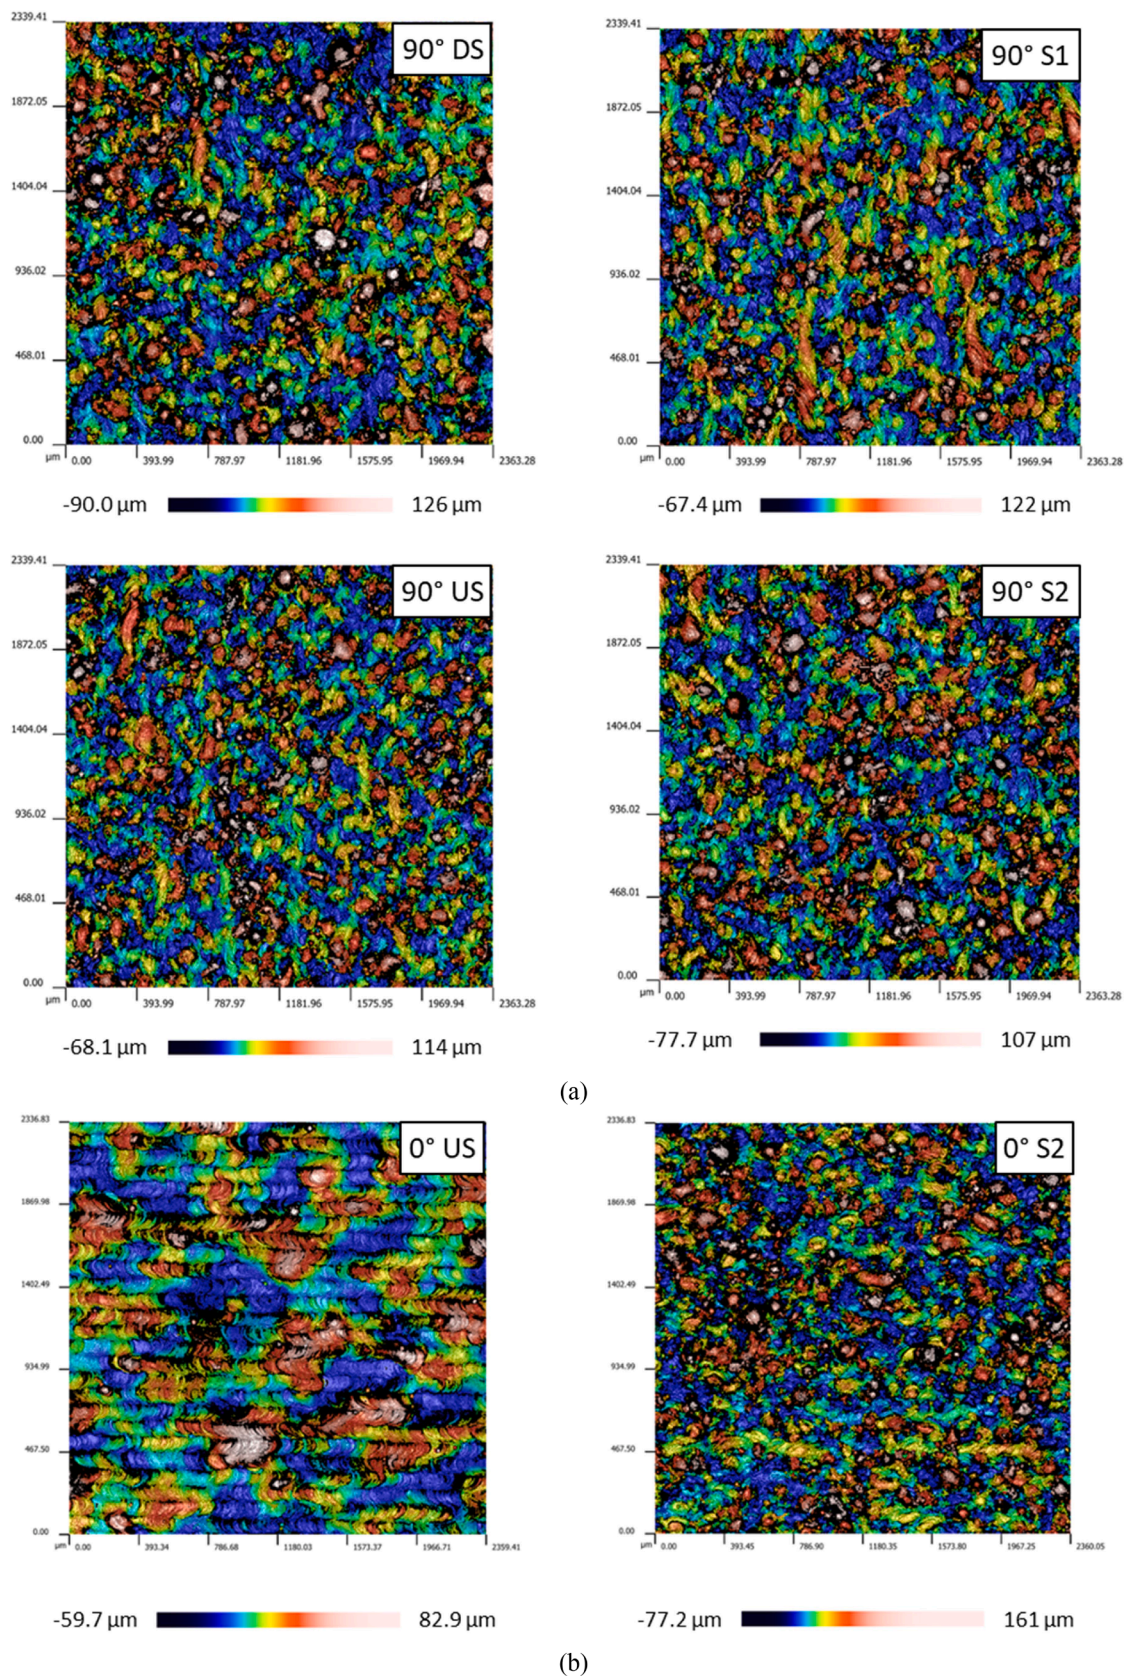 2339.41
90° DS
1872.05
1404.04
936.02
468.01
0.00
µm 0.00 393.99 787.97 1181.96 1575.95 1969.94 2363.28
-90.0 µm 126 µm
2339.41
90° S1
1872.05
1404.04
936.02
468.01
0.00
µm 0.00 393.99 787.97 1181.96 1575.95 1969.94 2363.28
-67.4 µm 122 µm
2339.41
90° US
1872.05
1404.04
936.02
468.01
0.00
µm 0.00 393.99 787.97 1181.96 1575.95 1969.94 2363.28
-68.1 µm 114 µm
2339.41
90° S2
1872.05
1404.04
936.02
468.01
0.00
µm 0.00 393.99 787.97 1181.96 1575.95 1969.94 2363.28
-77.7 µm 107 µm
(a)
2336.83
0° US
1869.98
1402.49
934.99
467.50
0.00
µm 0.00 393.34 786.68 1180.03 1573.37 1966.71 2359.41
-59.7 µm 82.9 µm
2336.83
0° S2
1869.98
1402.49
934.99
467.50
0.00
µm 0.00 393.45 786.90 1180.35 1573.80 1967.25 2360.05
-77.2 µm 161 µm
(b)